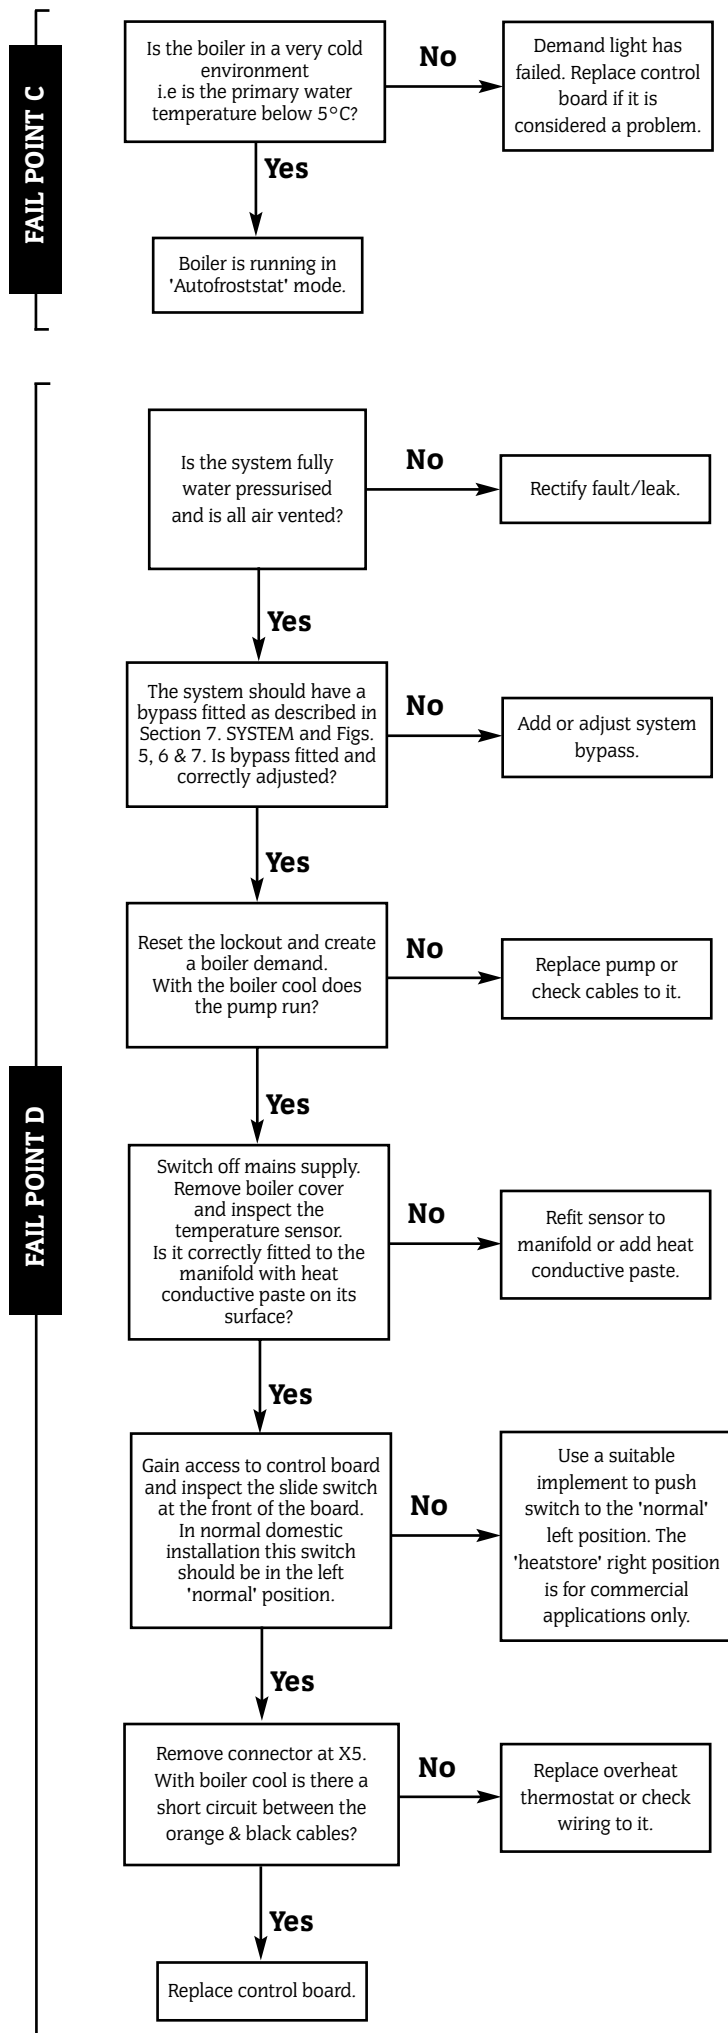 FAIL POINT C
Is the boiler in a very cold
environment
i.e is the primary water
temperature below 5°C?
No
Demand light has
failed. Replace control
board if it is
considered a problem.
Yes
Boiler is running in
'Autofroststat' mode.
FAIL POINT D
Is the system fully
water pressurised
and is all air vented?
No
Rectify fault/leak.
Yes
The system should have a
bypass fitted as described in
Section 7. SYSTEM and Figs.
5, 6 & 7. Is bypass fitted and
correctly adjusted?
No
Add or adjust system
bypass.
Yes
Reset the lockout and create
a boiler demand.
With the boiler cool does
the pump run?
No
Replace pump or
check cables to it.
Yes
Switch off mains supply.
Remove boiler cover
and inspect the
temperature sensor.
Is it correctly fitted to the
manifold with heat
conductive paste on its
surface?
No
Refit sensor to
manifold or add heat
conductive paste.
Yes
Gain access to control board
and inspect the slide switch
at the front of the board.
In normal domestic
installation this switch
should be in the left
'normal' position.
No
Use a suitable
implement to push
switch to the 'normal'
left position. The
'heatstore' right position
is for commercial
applications only.
Yes
Remove connector at X5.
With boiler cool is there a
short circuit between the
orange & black cables?
No
Replace overheat
thermostat or check
wiring to it.
Yes
Replace control board.